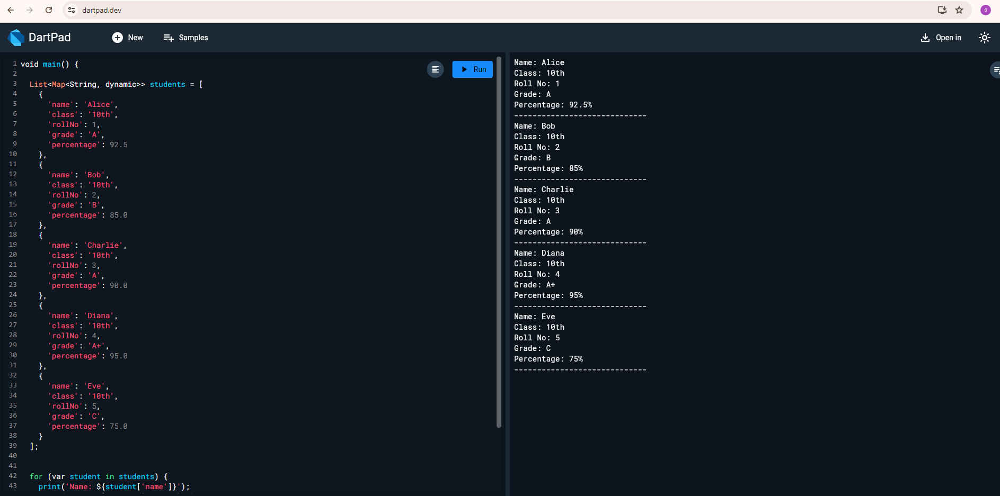 dartpad.dev
S
DartPad
New
Samples
Open in
Run
1 void main() {
2
3   List<Map<String, dynamic>> students = [
4     {
5       'name': 'Alice',
6       'class': '10th',
7       'rollNo': 1,
8       'grade': 'A',
9       'percentage': 92.5
10     },
11     {
12       'name': 'Bob',
13       'class': '10th',
14       'rollNo': 2,
15       'grade': 'B',
16       'percentage': 85.0
17     },
18     {
19       'name': 'Charlie',
20       'class': '10th',
21       'rollNo': 3,
22       'grade': 'A',
23       'percentage': 90.0
24     },
25     {
26       'name': 'Diana',
27       'class': '10th',
28       'rollNo': 4,
29       'grade': 'A+',
30       'percentage': 95.0
31     },
32     {
33       'name': 'Eve',
34       'class': '10th',
35       'rollNo': 5,
36       'grade': 'C',
37       'percentage': 75.0
38     }
39   ];
40
41
42   for (var student in students) {
43     print('Name: ${student['name']}');
Name: Alice
Class: 10th
Roll No: 1
Grade: A
Percentage: 92.5%
-----------------------------
Name: Bob
Class: 10th
Roll No: 2
Grade: B
Percentage: 85%
-----------------------------
Name: Charlie
Class: 10th
Roll No: 3
Grade: A
Percentage: 90%
-----------------------------
Name: Diana
Class: 10th
Roll No: 4
Grade: A+
Percentage: 95%
-----------------------------
Name: Eve
Class: 10th
Roll No: 5
Grade: C
Percentage: 75%
-----------------------------